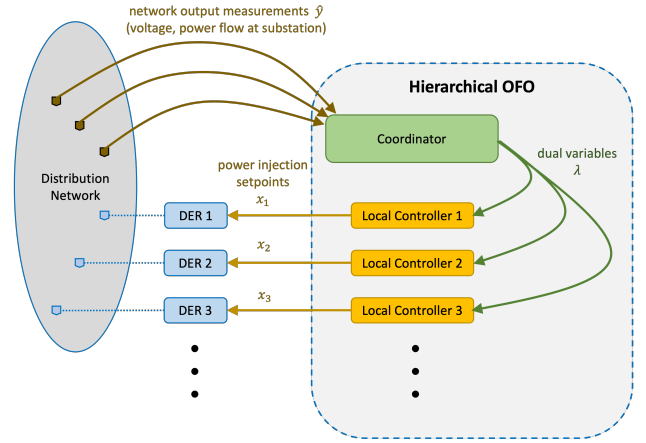 network output measurements ŷ
(voltage, power flow at substation)
Hierarchical OFO
Coordinator
dual variables
λ
Distribution
Network
power injection
setpoints
x₁
DER 1
Local Controller 1
x₂
DER 2
Local Controller 2
x₃
DER 3
Local Controller 3